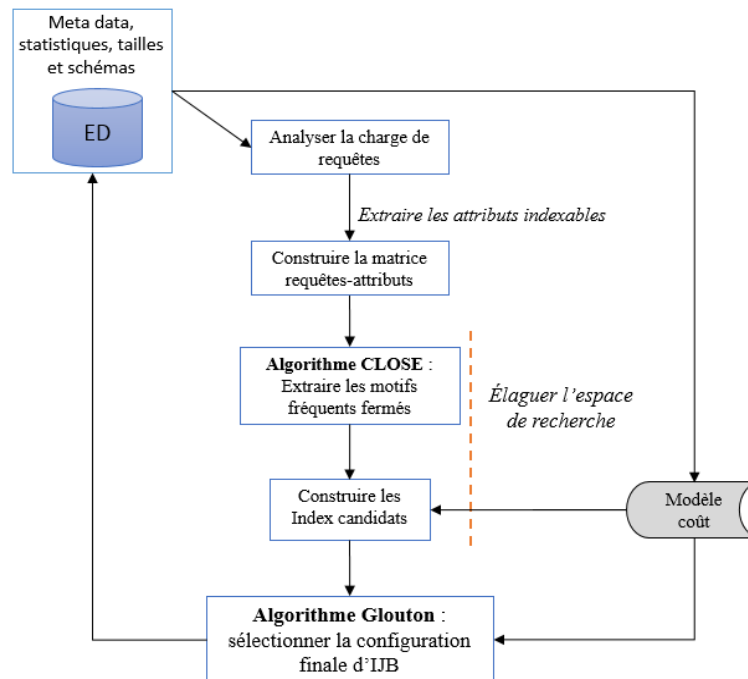 Meta data,
statistiques, tailles
et schémas
ED
Analyser la charge de
requêtes
Extraire les attributs indexables
Construire la matrice
requêtes-attributs
Algorithme CLOSE :
Extraire les motifs
fréquents fermés
Élaguer l’espace
de recherche
Construire les
Index candidats
Modèle
coût
Algorithme Glouton :
sélectionner la configuration
finale d’IJB